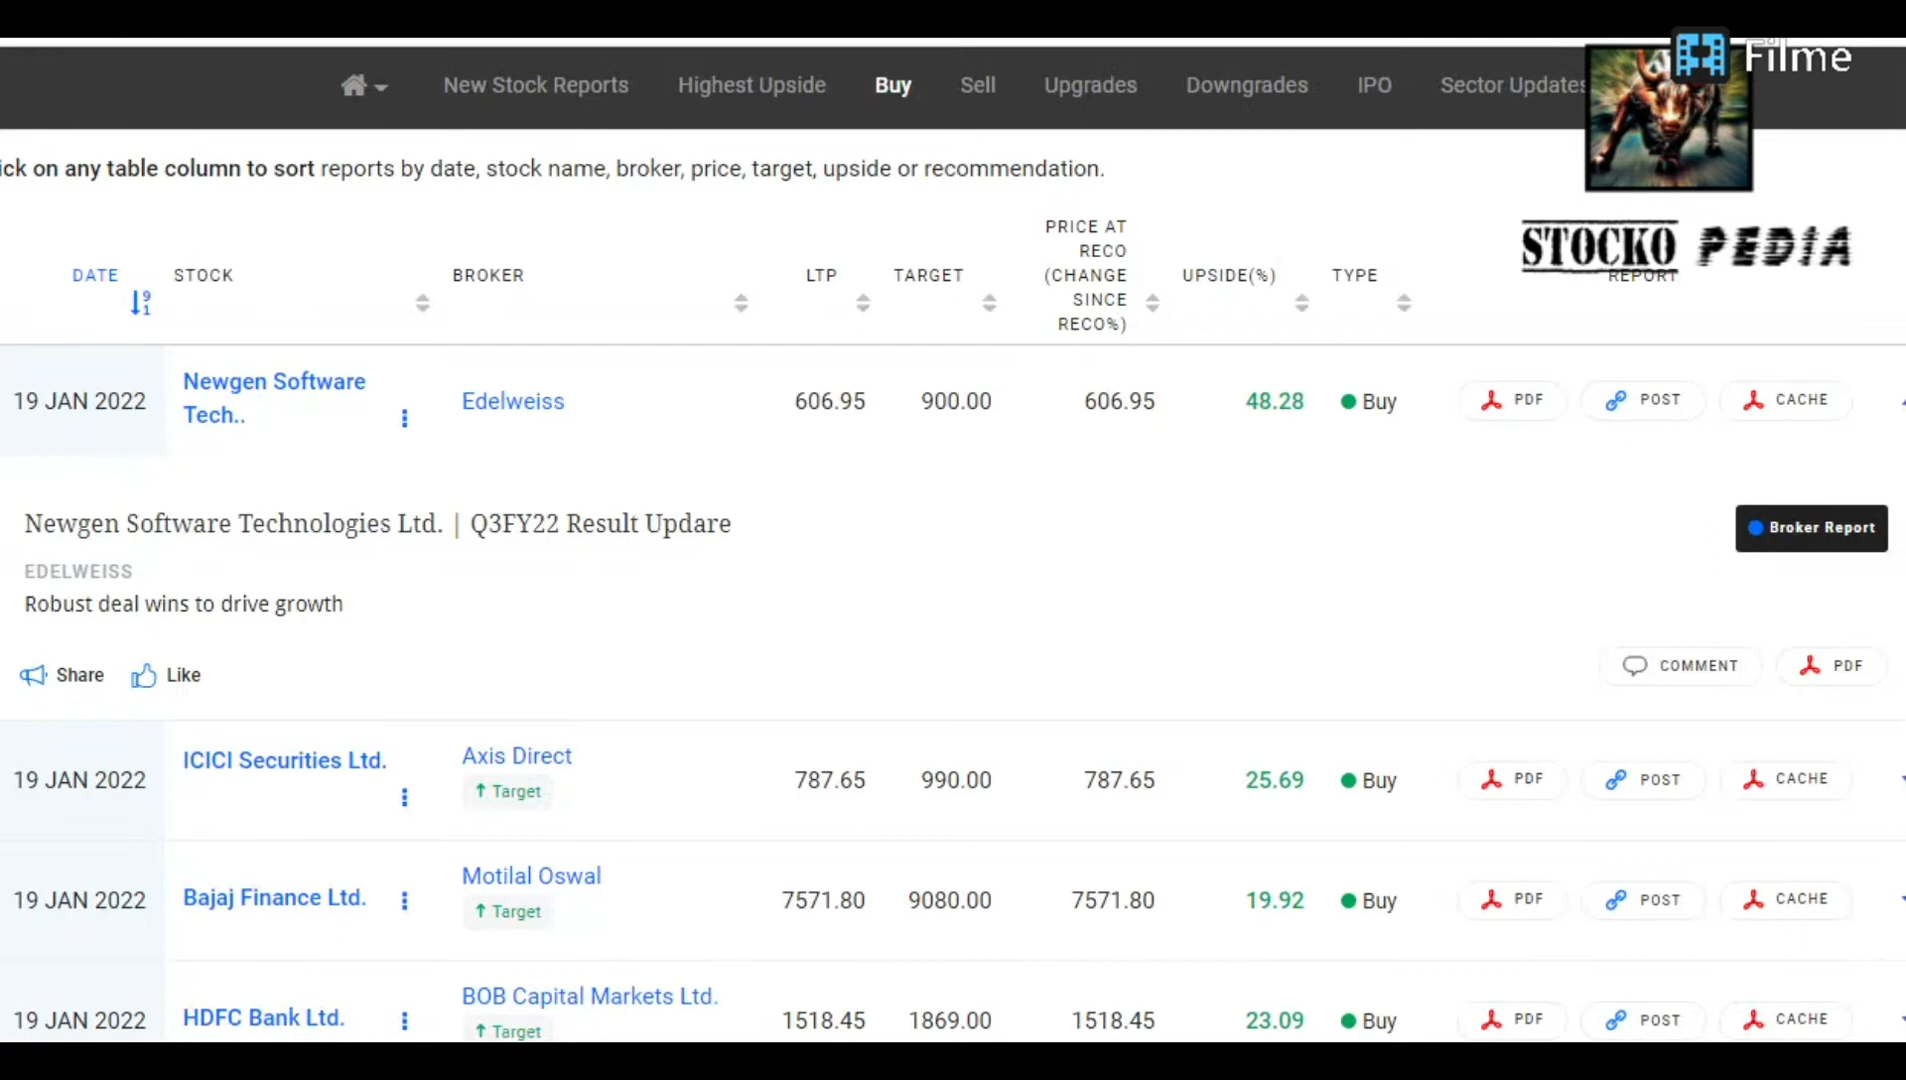 Filme
New Stock Reports Highest Upside Buy Sell Upgrades Downgrades IPO Sector Updates
ick on any table column to sort reports by date, stock name, broker, price, target, upside or recommendation.
STOCKO PEDIA
DATE STOCK BROKER LTP TARGET PRICE AT RECO (CHANGE SINCE RECO%) UPSIDE(%) TYPE REPORT
19 JAN 2022 Newgen Software Tech.. Edelweiss 606.95 900.00 606.95 48.28 Buy PDF POST CACHE
Newgen Software Technologies Ltd. | Q3FY22 Result Updare
Broker Report
EDELWEISS
Robust deal wins to drive growth
Share Like COMMENT PDF
19 JAN 2022 ICICI Securities Ltd. Axis Direct ↑ Target 787.65 990.00 787.65 25.69 Buy PDF POST CACHE
19 JAN 2022 Bajaj Finance Ltd. Motilal Oswal ↑ Target 7571.80 9080.00 7571.80 19.92 Buy PDF POST CACHE
19 JAN 2022 HDFC Bank Ltd. BOB Capital Markets Ltd. ↑ Target 1518.45 1869.00 1518.45 23.09 Buy PDF POST CACHE